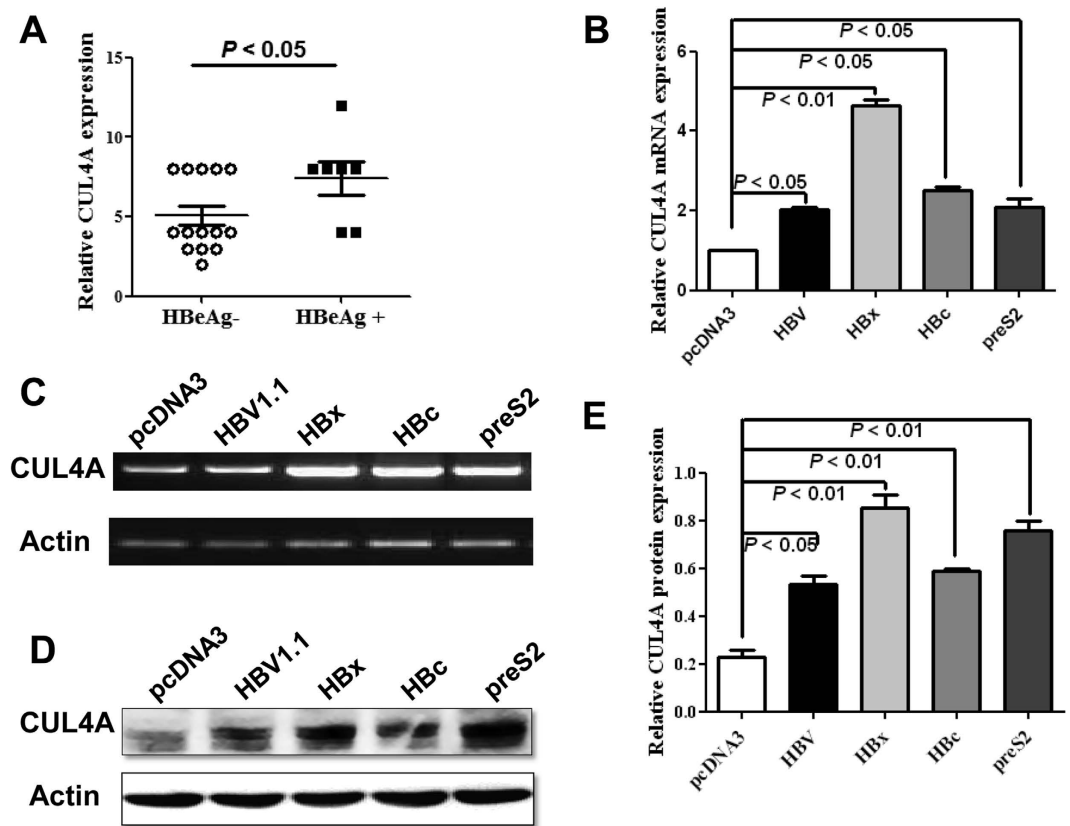 A
P < 0.05
Relative CUL4A expression
15
10
5
0
HBeAg-
HBeAg +
B
P < 0.05
P < 0.05
P < 0.01
P < 0.05
Relative CUL4A mRNA expression
6
4
2
0
pcDNA3
HBV
HBx
HBc
preS2
C
pcDNA3
HBV1.1
HBx
HBc
preS2
CUL4A
Actin
D
pcDNA3
HBV1.1
HBx
HBc
preS2
CUL4A
Actin
E
P < 0.01
P < 0.01
P < 0.01
P < 0.05
Relative CUL4A protein expression
1.0
0.8
0.6
0.4
0.2
0.0
pcDNA3
HBV
HBx
HBc
preS2